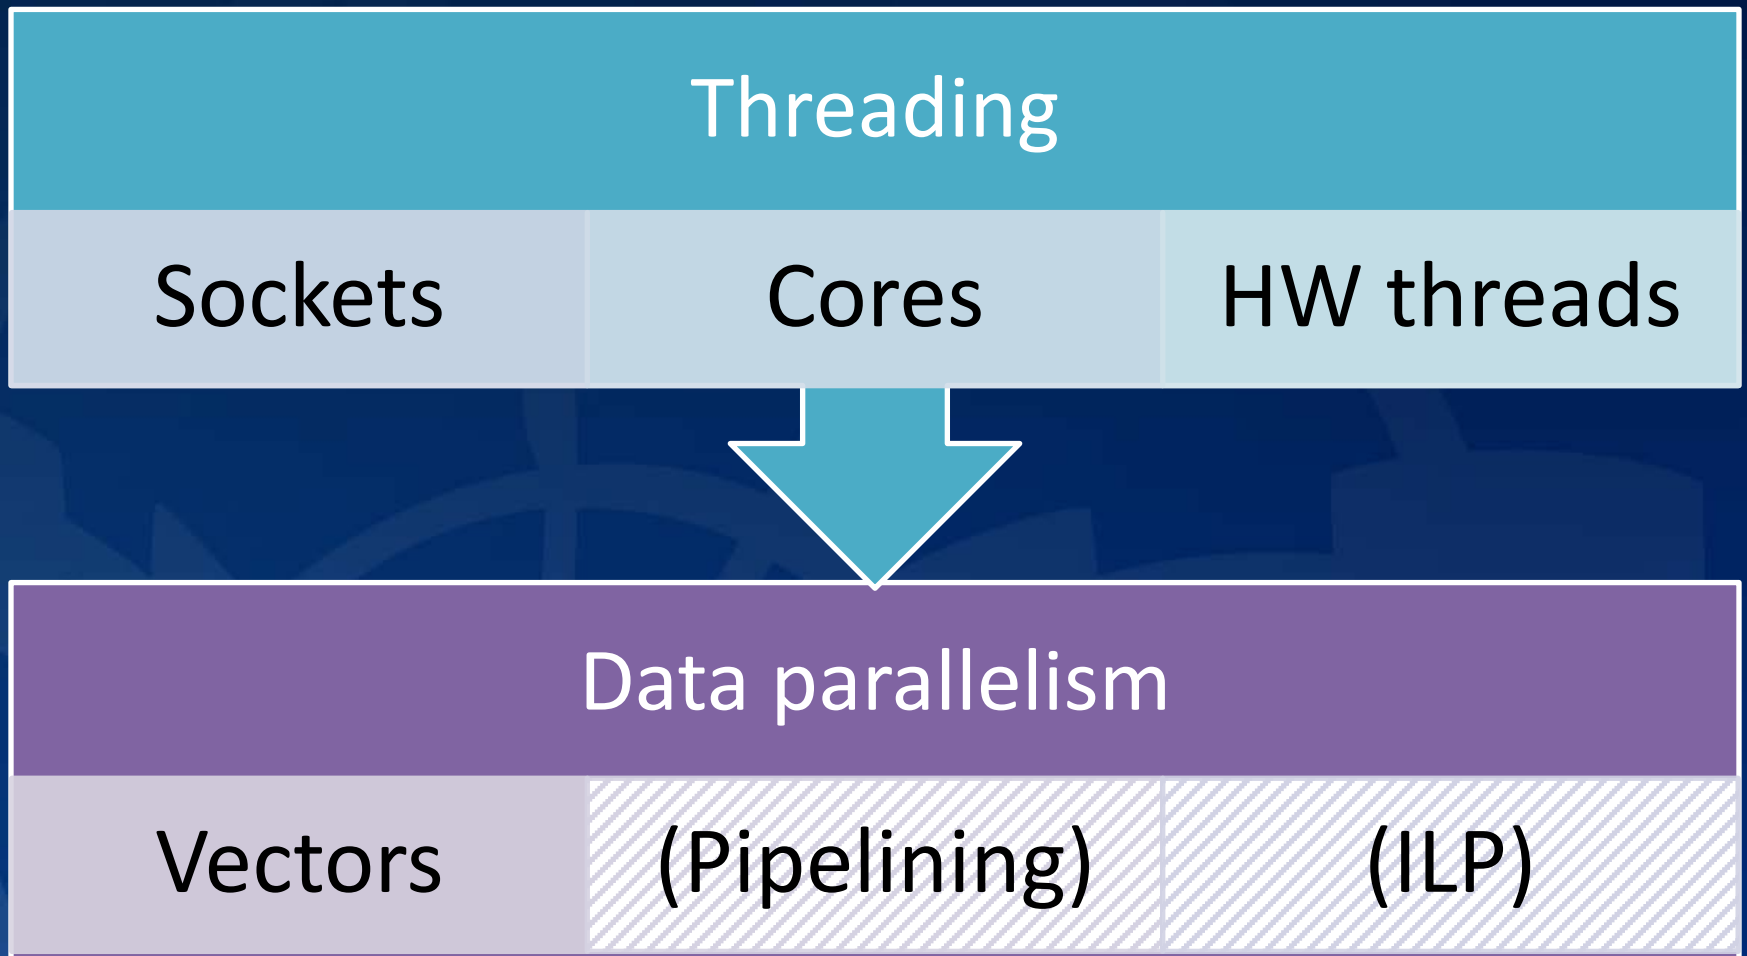 Threading
Sockets Cores HW threads
Data parallelism
Vectors (Pipelining) (ILP)